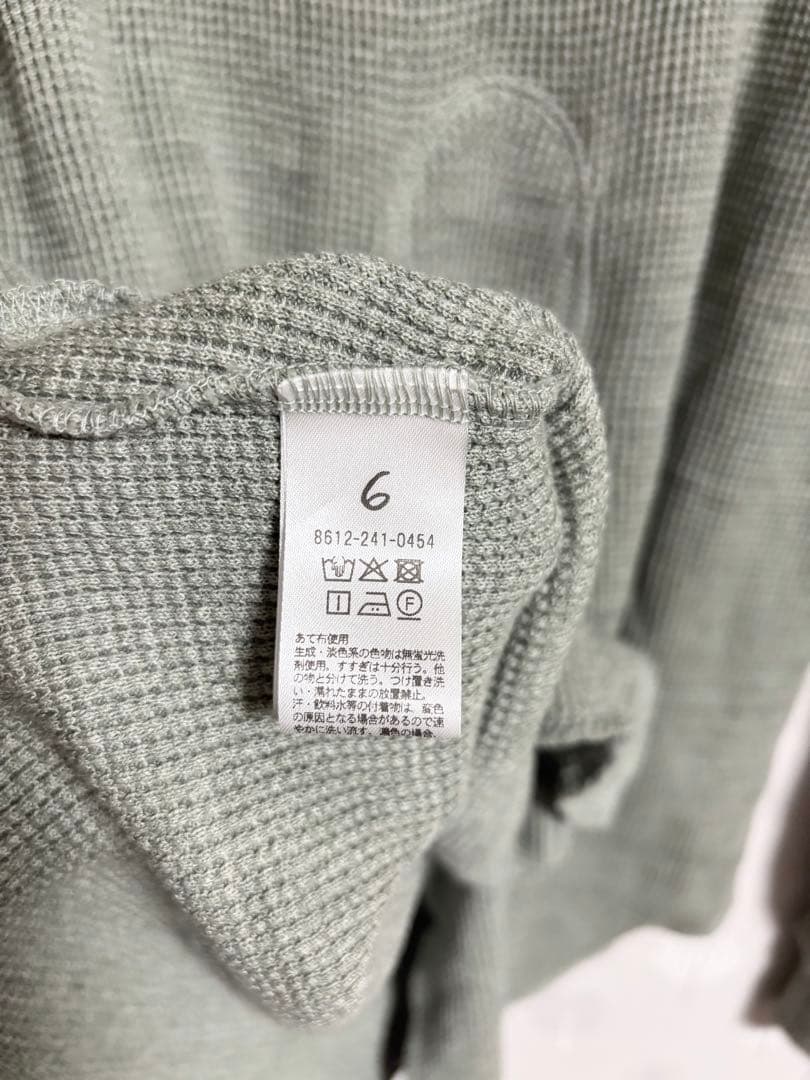 6
8612-241-0454
F
あて布使用
生成・淡色系の色物は無蛍光洗
剤使用。すすぎは十分行う。他
の物と分けて洗う。つけ置き洗
い・濡れたままの放置禁止。
汗・飲料水等の付着物は、変色
の原因となる場合があるので速
やかに洗い流す。濃色の場合、